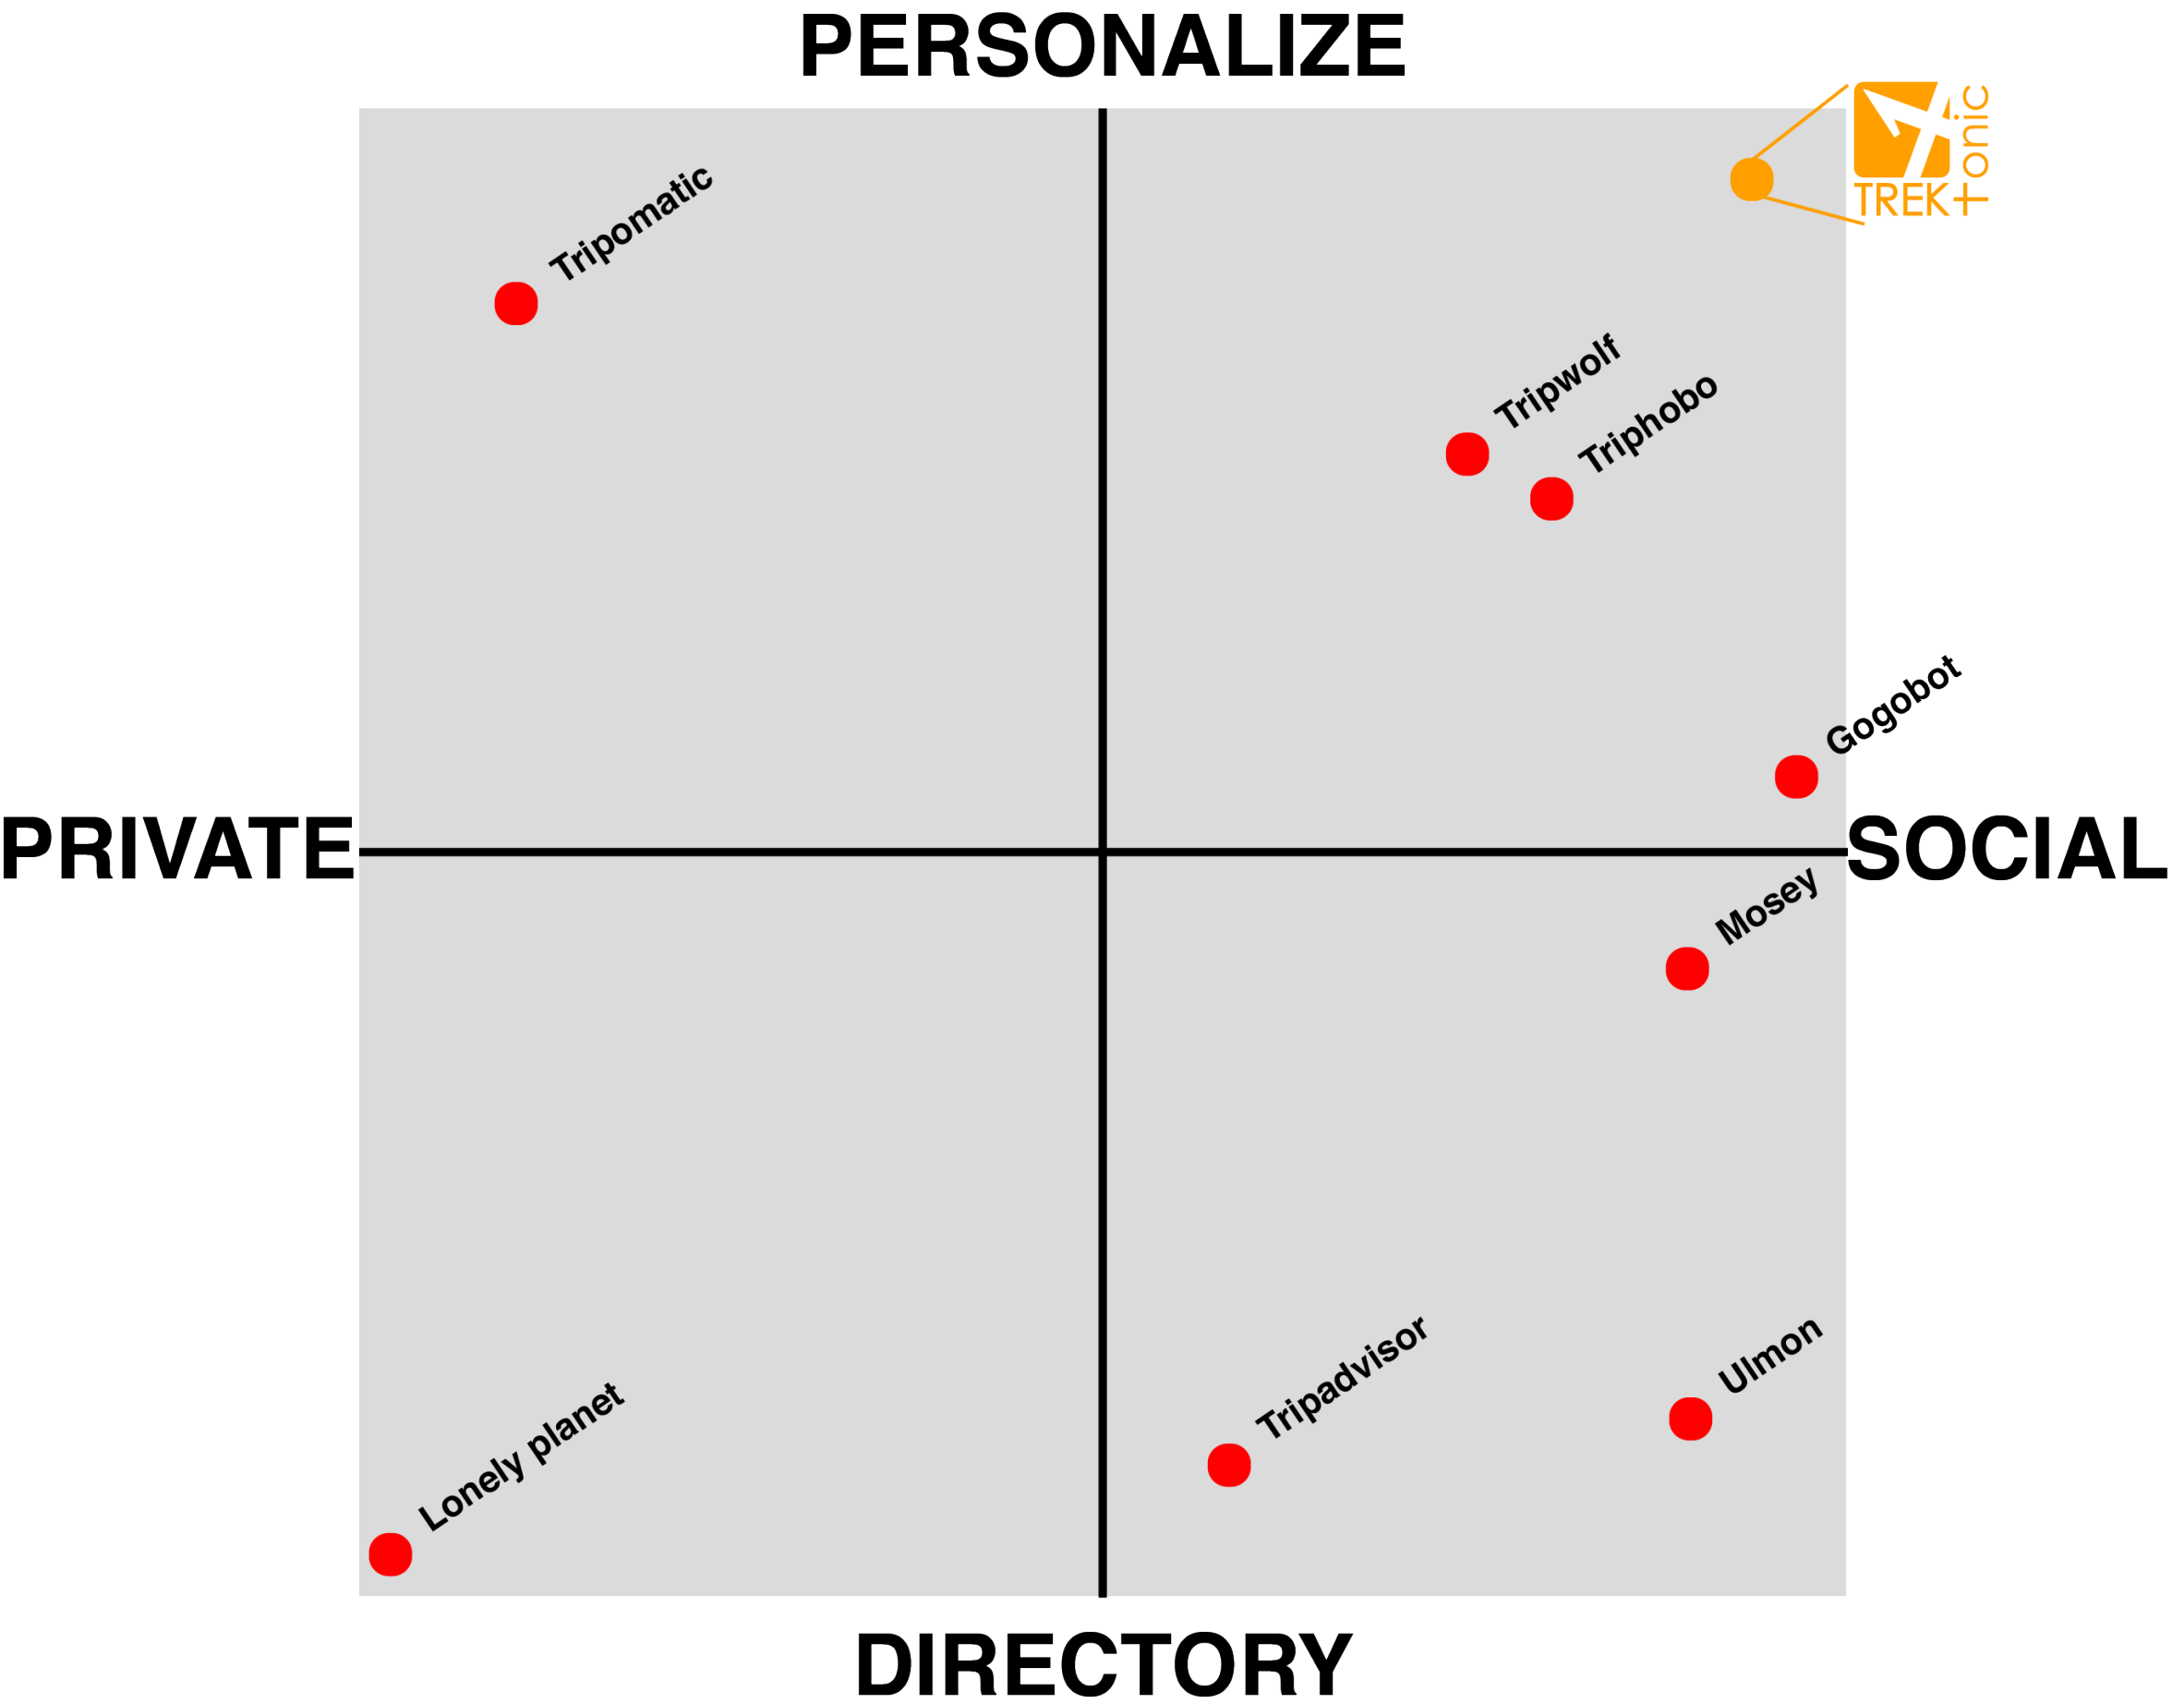 PERSONALIZE
TREK
tonic
Tripomatic
Tripwolf
Triphobo
Gogobot
PRIVATE
SOCIAL
Mosey
Tripadvisor
Ulmon
Lonely planet
DIRECTORY